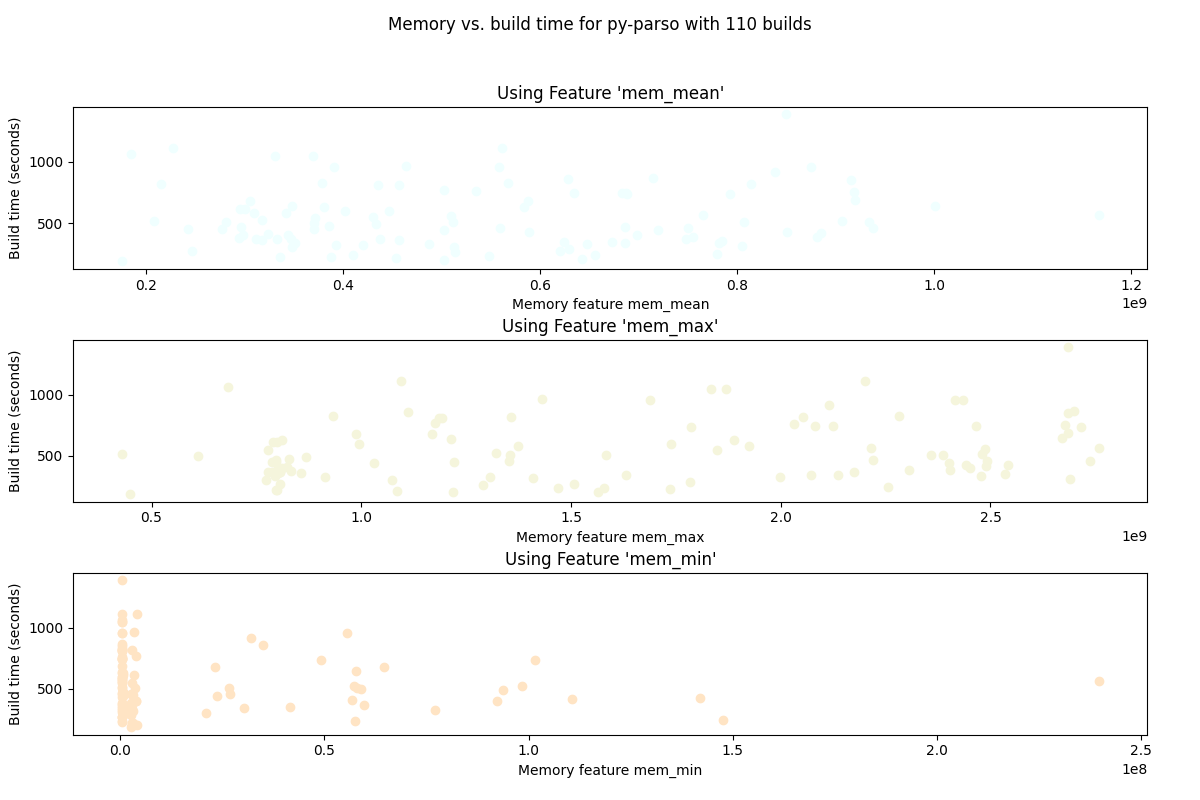 Memory vs. build time for py-parso with 110 builds
Using Feature 'mem_mean'
Build time (seconds)
1000
500
0.2 0.4 0.6 0.8 1.0 1.2
1e9
Memory feature mem_mean
Using Feature 'mem_max'
Build time (seconds)
1000
500
0.5 1.0 1.5 2.0 2.5
1e9
Memory feature mem_max
Using Feature 'mem_min'
Build time (seconds)
1000
500
0.0 0.5 1.0 1.5 2.0 2.5
1e8
Memory feature mem_min